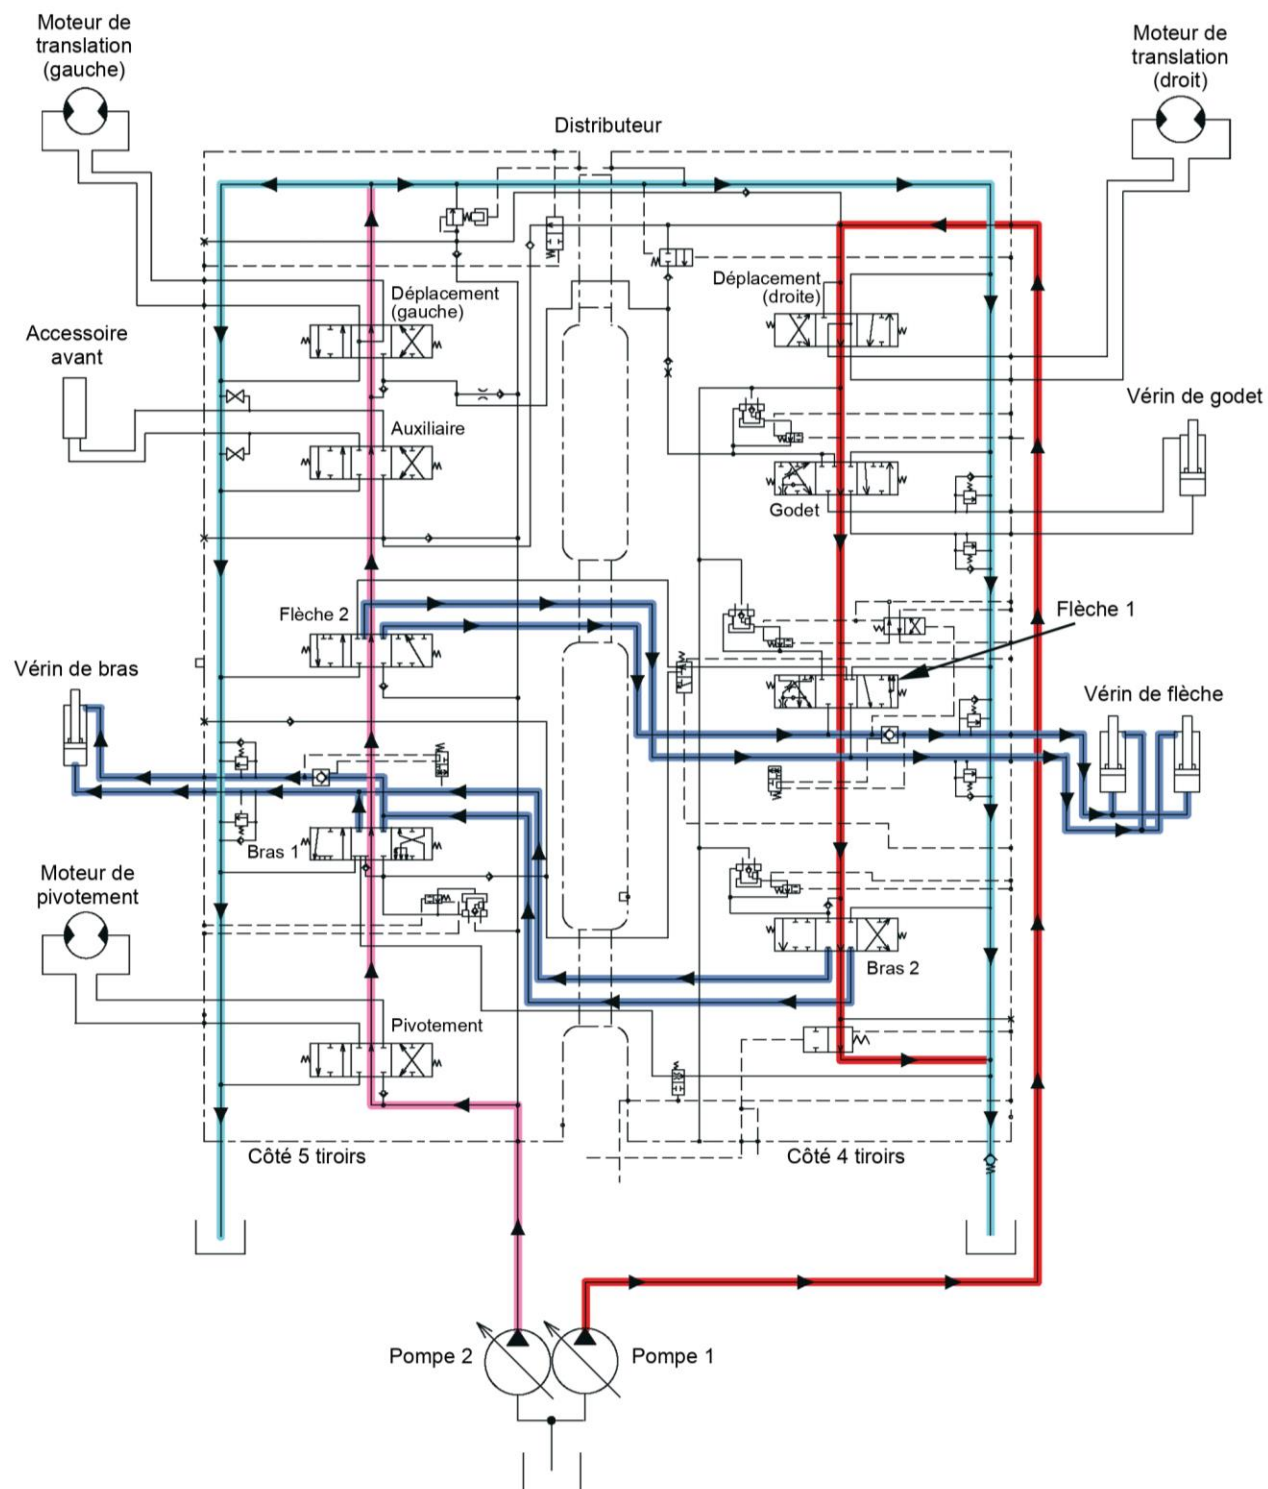 Moteur de
translation
(gauche)
Moteur de
translation
(droit)
Distributeur
Déplacement
(gauche)
Déplacement
(droite)
Accessoire
avant
Vérin de godet
Auxiliaire
Godet
Flèche 2
Flèche 1
Vérin de bras
Vérin de flèche
Bras 1
Moteur de
pivotement
Bras 2
Pivotement
Côté 5 tiroirs
Côté 4 tiroirs
Pompe 2
Pompe 1